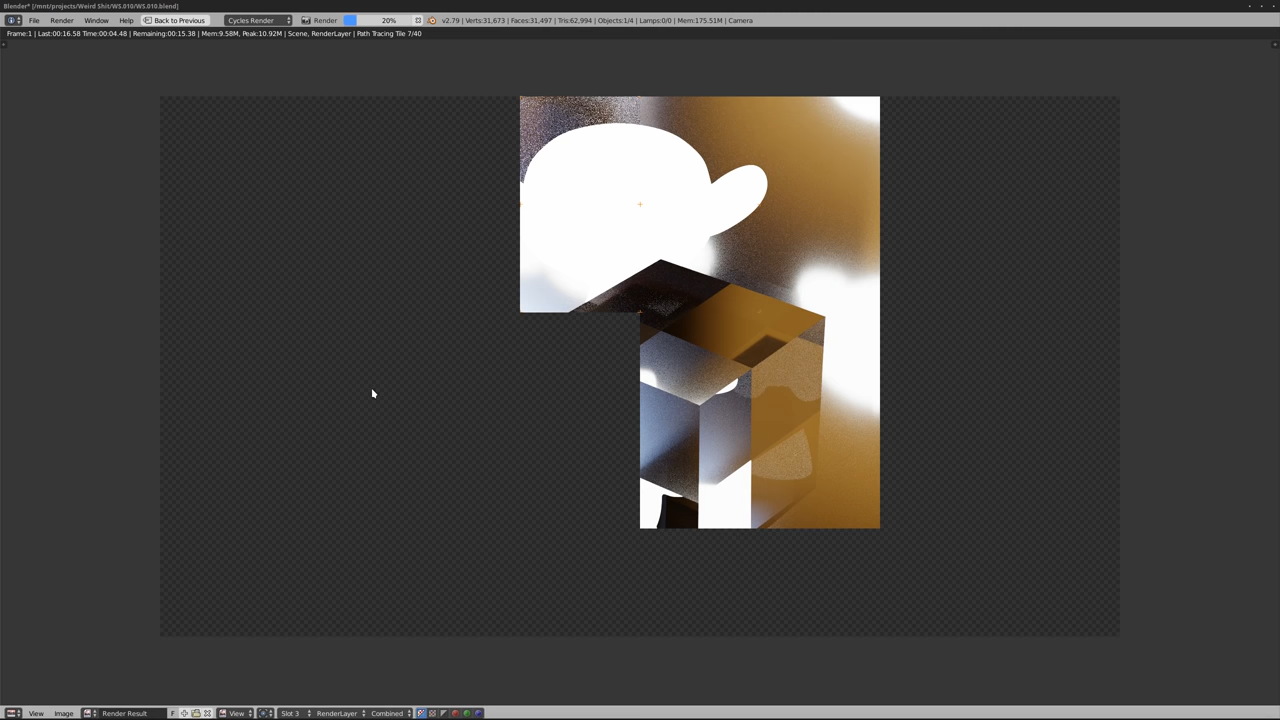 Blender* [/mnt/projects/Weird Shit/WS.010/WS.010.blend]
File Render Window Help Back to Previous Cycles Render Render 20% v2.79 | Verts:31,673 | Faces:31,497 | Tris:62,994 | Objects:1/4 | Lamps:0/0 | Mem:175.51M | Camera
Frame:1 | Last:00:16.58 Time:00:04.48 | Remaining:00:15.38 | Mem:9.58M, Peak:10.92M | Scene, RenderLayer | Path Tracing Tile 7/40
View Image Render Result F View Slot 3 RenderLayer Combined